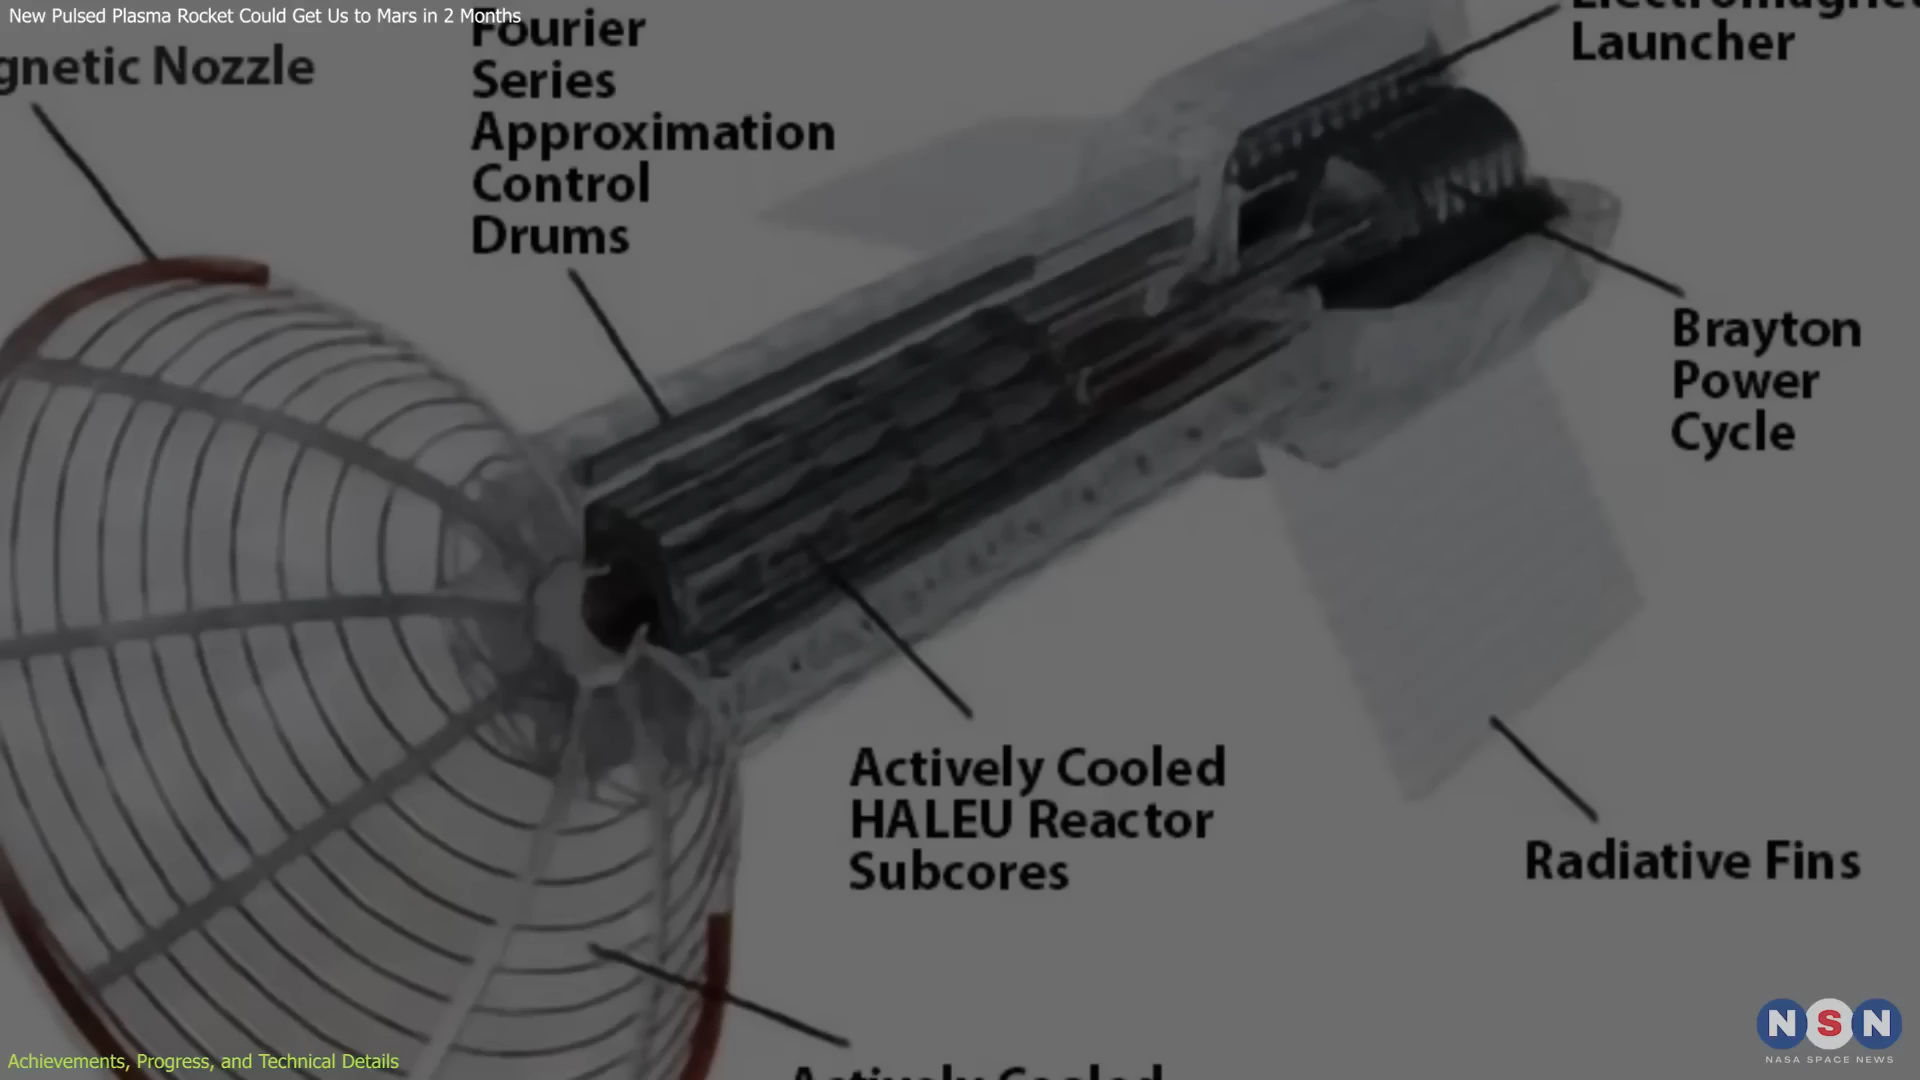 New Pulsed Plasma Rocket Could Get Us to Mars in 2 Months
gnetic Nozzle
Fourier
Series
Approximation
Control
Drums
Launcher
Brayton
Power
Cycle
Actively Cooled
HALEU Reactor
Subcores
Radiative Fins
Actively Cooled
Achievements, Progress, and Technical Details
NSN
NASA SPACE NEWS